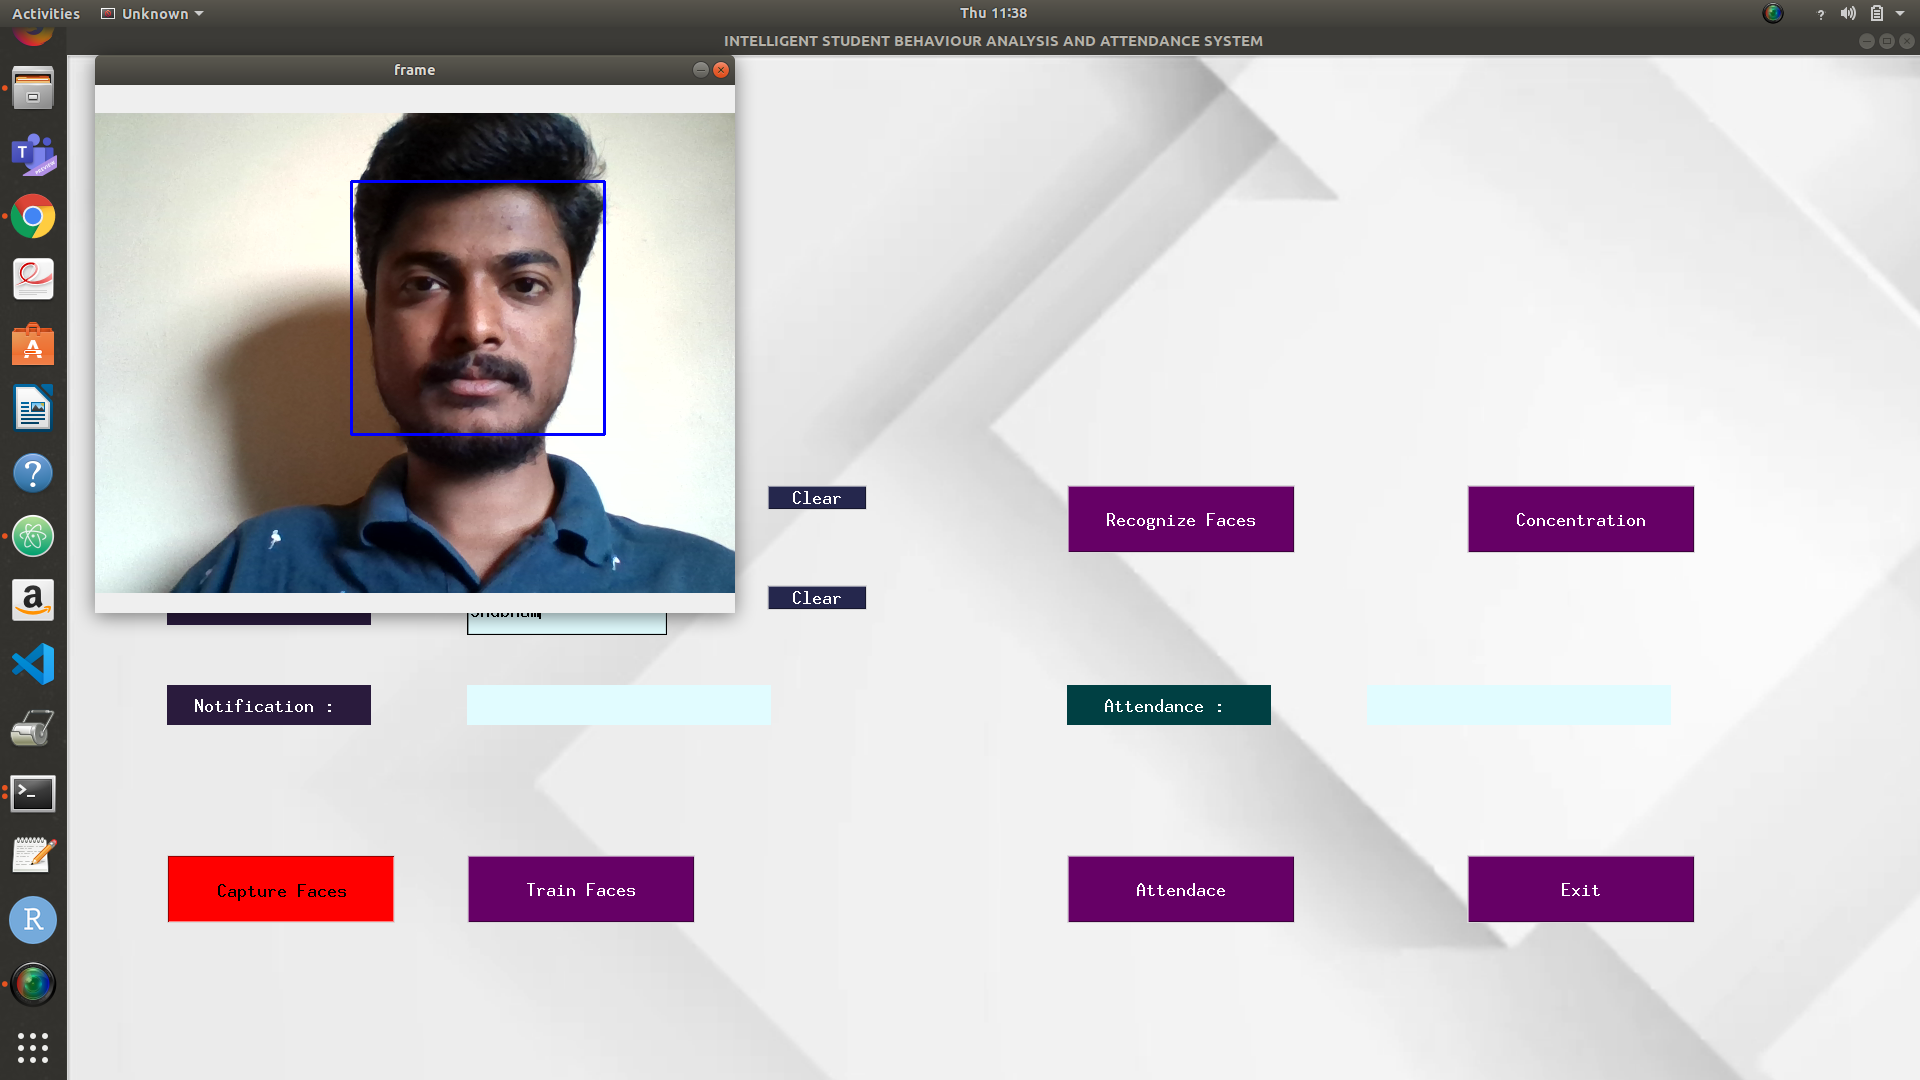 Activities
Unknown
Thu 11:38
?
INTELLIGENT STUDENT BEHAVIOUR ANALYSIS AND ATTENDANCE SYSTEM
frame
T
PREVIEW
A
?
a
>_
R
Clear
Recognize Faces
Concentration
Clear
Notification :
Attendance :
Capture Faces
Train Faces
Attendace
Exit